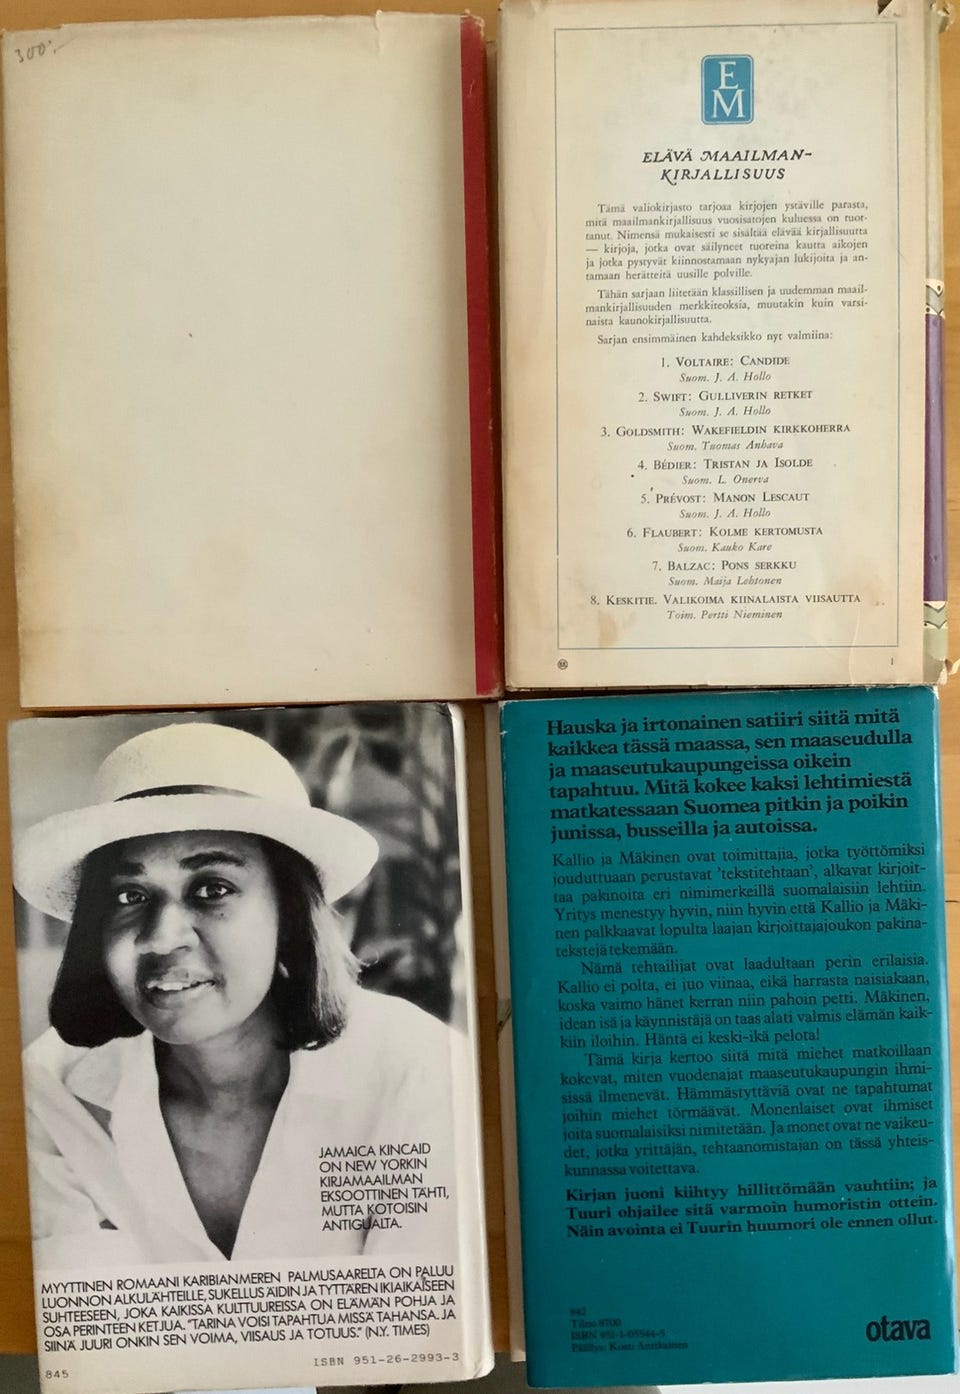 300:-
E
M
ELÄVÄ MAAILMAN-
KIRJALLISUUS
Tämä valiokirjasto tarjoaa kirjojen ystäville parasta,
mitä maailmankirjallisuus vuosisatojen kuluessa on tuot-
tanut. Nimensä mukaisesti se sisältää elävää kirjallisuutta
— kirjoja, jotka ovat säilyneet tuoreina kautta aikojen
ja jotka pystyvät kiinnostamaan nykyajan lukijoita ja an-
tamaan herätteitä uusille polville.
Tähän sarjaan liitetään klassillisen ja uudemman maail-
mankirjallisuuden merkkiteoksia, muutakin kuin varsi-
naista kaunokirjallisuutta.
Sarjan ensimmäinen kahdeksikko nyt valmiina:
1. VOLTAIRE: CANDIDE
Suom. J. A. Hollo
2. SWIFT: GULLIVERIN RETKET
Suom. J. A. Hollo
3. GOLDSMITH: WAKEFIELDIN KIRKKOHERRA
Suom. Tuomas Anhava
4. BÉDIER: TRISTAN JA ISOLDE
Suom. L. Onerva
5. PRÉVOST: MANON LESCAUT
Suom. J. A. Hollo
6. FLAUBERT: KOLME KERTOMUSTA
Suom. Kauko Kare
7. BALZAC: PONS SERKKU
Suom. Maija Lehtonen
8. KESKITIE. VALIKOIMA KIINALAISTA VIISAUTTA
Toim. Pertti Nieminen
1
JAMAICA KINCAID
ON NEW YORKIN
KIRJAMAAILMAN
EKSOOTTINEN TÄHTI,
MUTTA KOTOISIN
ANTIGUALTA.
MYYTTINEN ROMAANI KARIBIANMEREN PALMUSAARELTA ON PALUU
LUONNON ALKULÄHTEILLE, SUKELLUS ÄIDIN JA TYTTÄREN IKIAIKAISEEN
SUHTEESEEN, JOKA KAIKISSA KULTTUUREISSA ON ELÄMÄN POHJA JA
OSA PERINTEEN KETJUA. "TARINA VOISI TAPAHTUA MISSÄ TAHANSA. JA
SIINÄ JUURI ONKIN SEN VOIMA, VIISAUS JA TOTUUS." (N.Y. TIMES)
845
ISBN 951-26-2993-3
Hauska ja irtonainen satiiri siitä mitä
kaikkea tässä maassa, sen maaseudulla
ja maaseutukaupungeissa oikein
tapahtuu. Mitä kokee kaksi lehtimiestä
matkatessaan Suomea pitkin ja poikin
junissa, busseilla ja autoissa.
Kallio ja Mäkinen ovat toimittajia, jotka työttömiksi
jouduttuaan perustavat 'tekstitehtaan', alkavat kirjoit-
taa pakinoita eri nimimerkeillä suomalaisiin lehtiin.
Yritys menestyy hyvin, niin hyvin että Kallio ja Mäki-
nen palkkaavat lopulta laajan kirjoittajajoukon pakina-
tekstejä tekemään.
Nämä tehtailijat ovat laadultaan perin erilaisia.
Kallio ei polta, ei juo viinaa, eikä harrasta naisiakaan,
koska vaimo hänet kerran niin pahoin petti. Mäkinen,
idean isä ja käynnistäjä on taas alati valmis elämän kaik-
kiin iloihin. Häntä ei keski-ikä pelota!
Tämä kirja kertoo siitä mitä miehet matkoillaan
kokevat, miten vuodenajat maaseutukaupungin ihmi-
sissä ilmenevät. Hämmästyttäviä ovat ne tapahtumat
joihin miehet törmäävät. Monenlaiset ovat ihmiset
joita suomalaisiksi nimitetään. Ja monet ovat ne vaikeu-
det, jotka yrittäjän, tehtaanomistajan on tässä yhteis-
kunnassa voitettava.
Kirjan juoni kiihtyy hillittömään vauhtiin; ja
Tuuri ohjailee sitä varmoin humoristin ottein.
Näin avointa ei Tuurin huumori ole ennen ollut.
842
Tilno 8700
ISBN 951-1-05544-5
Päällys: Kosti Antikainen
otava